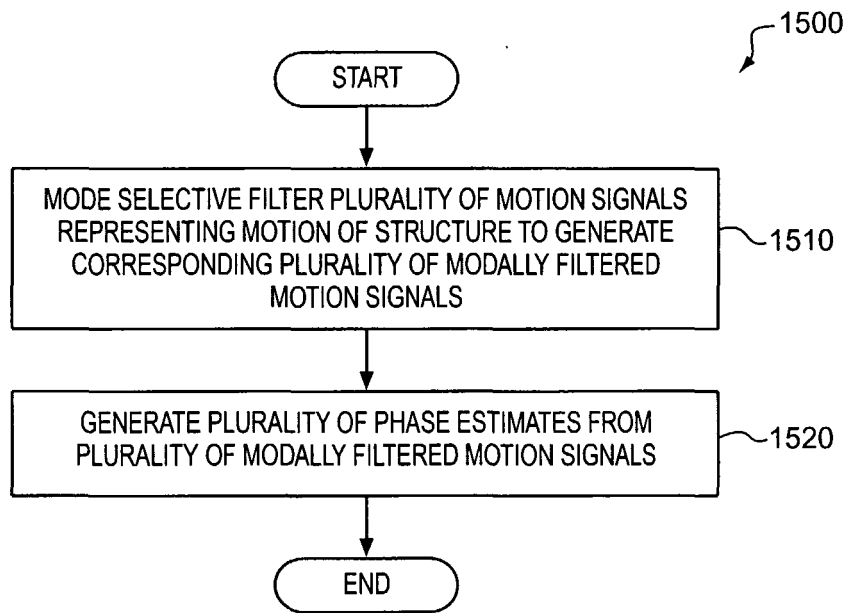 1500
START
MODE SELECTIVE FILTER PLURALITY OF MOTION SIGNALS
REPRESENTING MOTION OF STRUCTURE TO GENERATE
CORRESPONDING PLURALITY OF MODALLY FILTERED
MOTION SIGNALS
1510
GENERATE PLURALITY OF PHASE ESTIMATES FROM
PLURALITY OF MODALLY FILTERED MOTION SIGNALS
1520
END